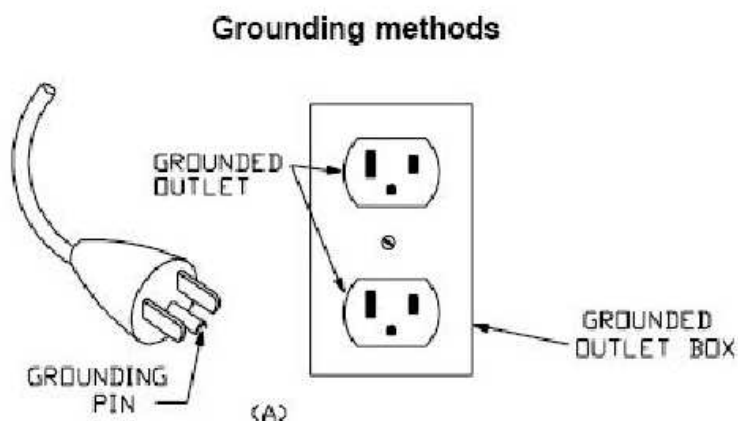 Grounding methods
GROUNDED
OUTLET
GROUNDED
OUTLET BOX
GROUNDING
PIN
(A)